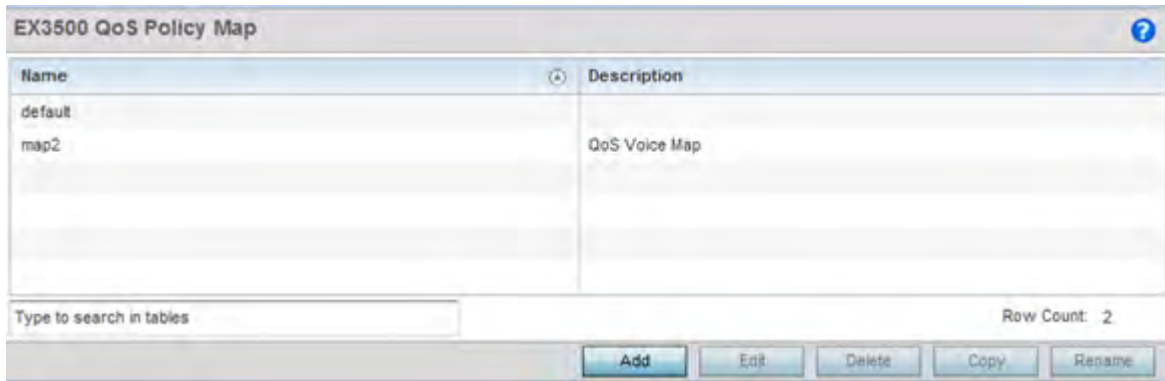 EX3500 QoS Policy Map
?
Name Description
default
map2 QoS Voice Map
Type to search in tables Row Count: 2
Add Edit Delete Copy Rename